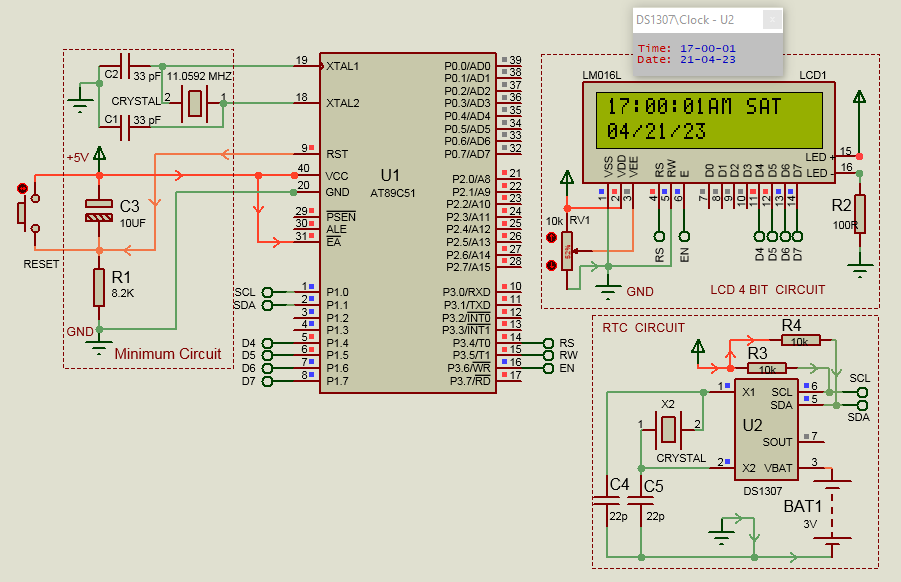 DS1307\Clock - U2
Time: 17-00-01
Date: 21-04-23
C2
33 pF
11.0592 MHZ
CRYSTAL
2
1
C1
33 pF
+5V
C3
10UF
RESET
R1
8.2K
GND
Minimum Circuit
U1
AT89C51
19
XTAL1
18
XTAL2
9
RST
40
VCC
20
GND
29
PSEN
30
ALE
31
EA
SCL
1
P1.0
SDA
2
P1.1
3
P1.2
4
P1.3
D4
5
P1.4
D5
6
P1.5
D6
7
P1.6
D7
8
P1.7
P0.0/AD0
39
P0.1/AD1
38
P0.2/AD2
37
P0.3/AD3
36
P0.4/AD4
35
P0.5/AD5
34
P0.6/AD6
33
P0.7/AD7
32
P2.0/A8
21
P2.1/A9
22
P2.2/A10
23
P2.3/A11
24
P2.4/A12
25
P2.5/A13
26
P2.6/A14
27
P2.7/A15
28
P3.0/RXD
10
P3.1/TXD
11
P3.2/INT0
12
P3.3/INT1
13
P3.4/T0
14
RS
P3.5/T1
15
RW
P3.6/WR
16
EN
P3.7/RD
17
LM016L
LCD1
17:00:01AM SAT
04/21/23
VSS
VDD
VEE
RS
RW
E
D0
D1
D2
D3
D4
D5
D6
D7
LED +
15
LED -
16
1
2
3
4
5
6
7
8
9
10
11
12
13
14
10k
RV1
52%
GND
RS
EN
D4
D5
D6
D7
R2
100R
LCD 4 BIT CIRCUIT
RTC CIRCUIT
R4
10k
R3
10k
X2
1
2
CRYSTAL
U2
DS1307
1
X1
2
X2
SCL
6
SDA
5
SOUT
7
VBAT
3
SCL
SDA
C4
22p
C5
22p
BAT1
3V